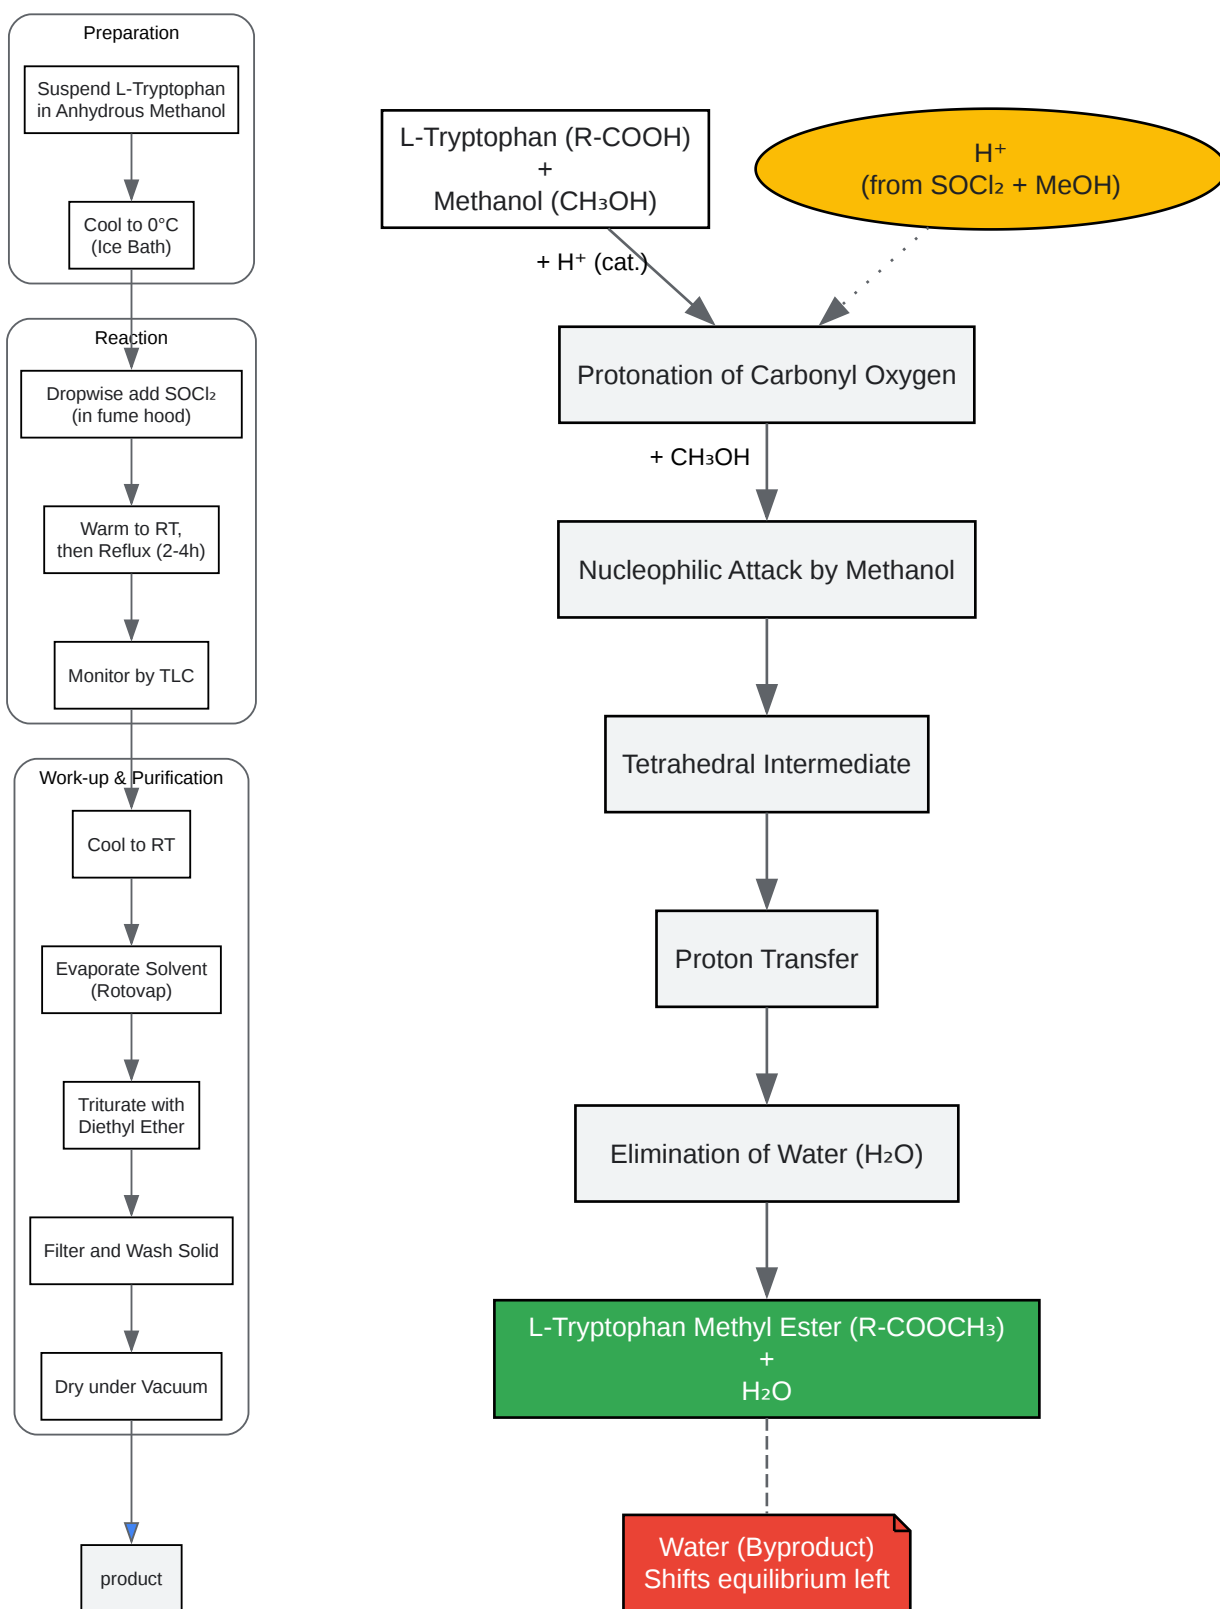 Preparation
Suspend L-Tryptophan
in Anhydrous Methanol
Cool to 0°C
(Ice Bath)
Reaction
Dropwise add SOCl₂
(in fume hood)
Warm to RT,
then Reflux (2-4h)
Monitor by TLC
Work-up & Purification
Cool to RT
Evaporate Solvent
(Rotovap)
Triturate with
Diethyl Ether
Filter and Wash Solid
Dry under Vacuum
product
L-Tryptophan (R-COOH)
+
Methanol (CH₃OH)
H⁺
(from SOCl₂ + MeOH)
+ H⁺ (cat.)
Protonation of Carbonyl Oxygen
+ CH₃OH
Nucleophilic Attack by Methanol
Tetrahedral Intermediate
Proton Transfer
Elimination of Water (H₂O)
L-Tryptophan Methyl Ester (R-COOCH₃)
+
H₂O
Water (Byproduct)
Shifts equilibrium left